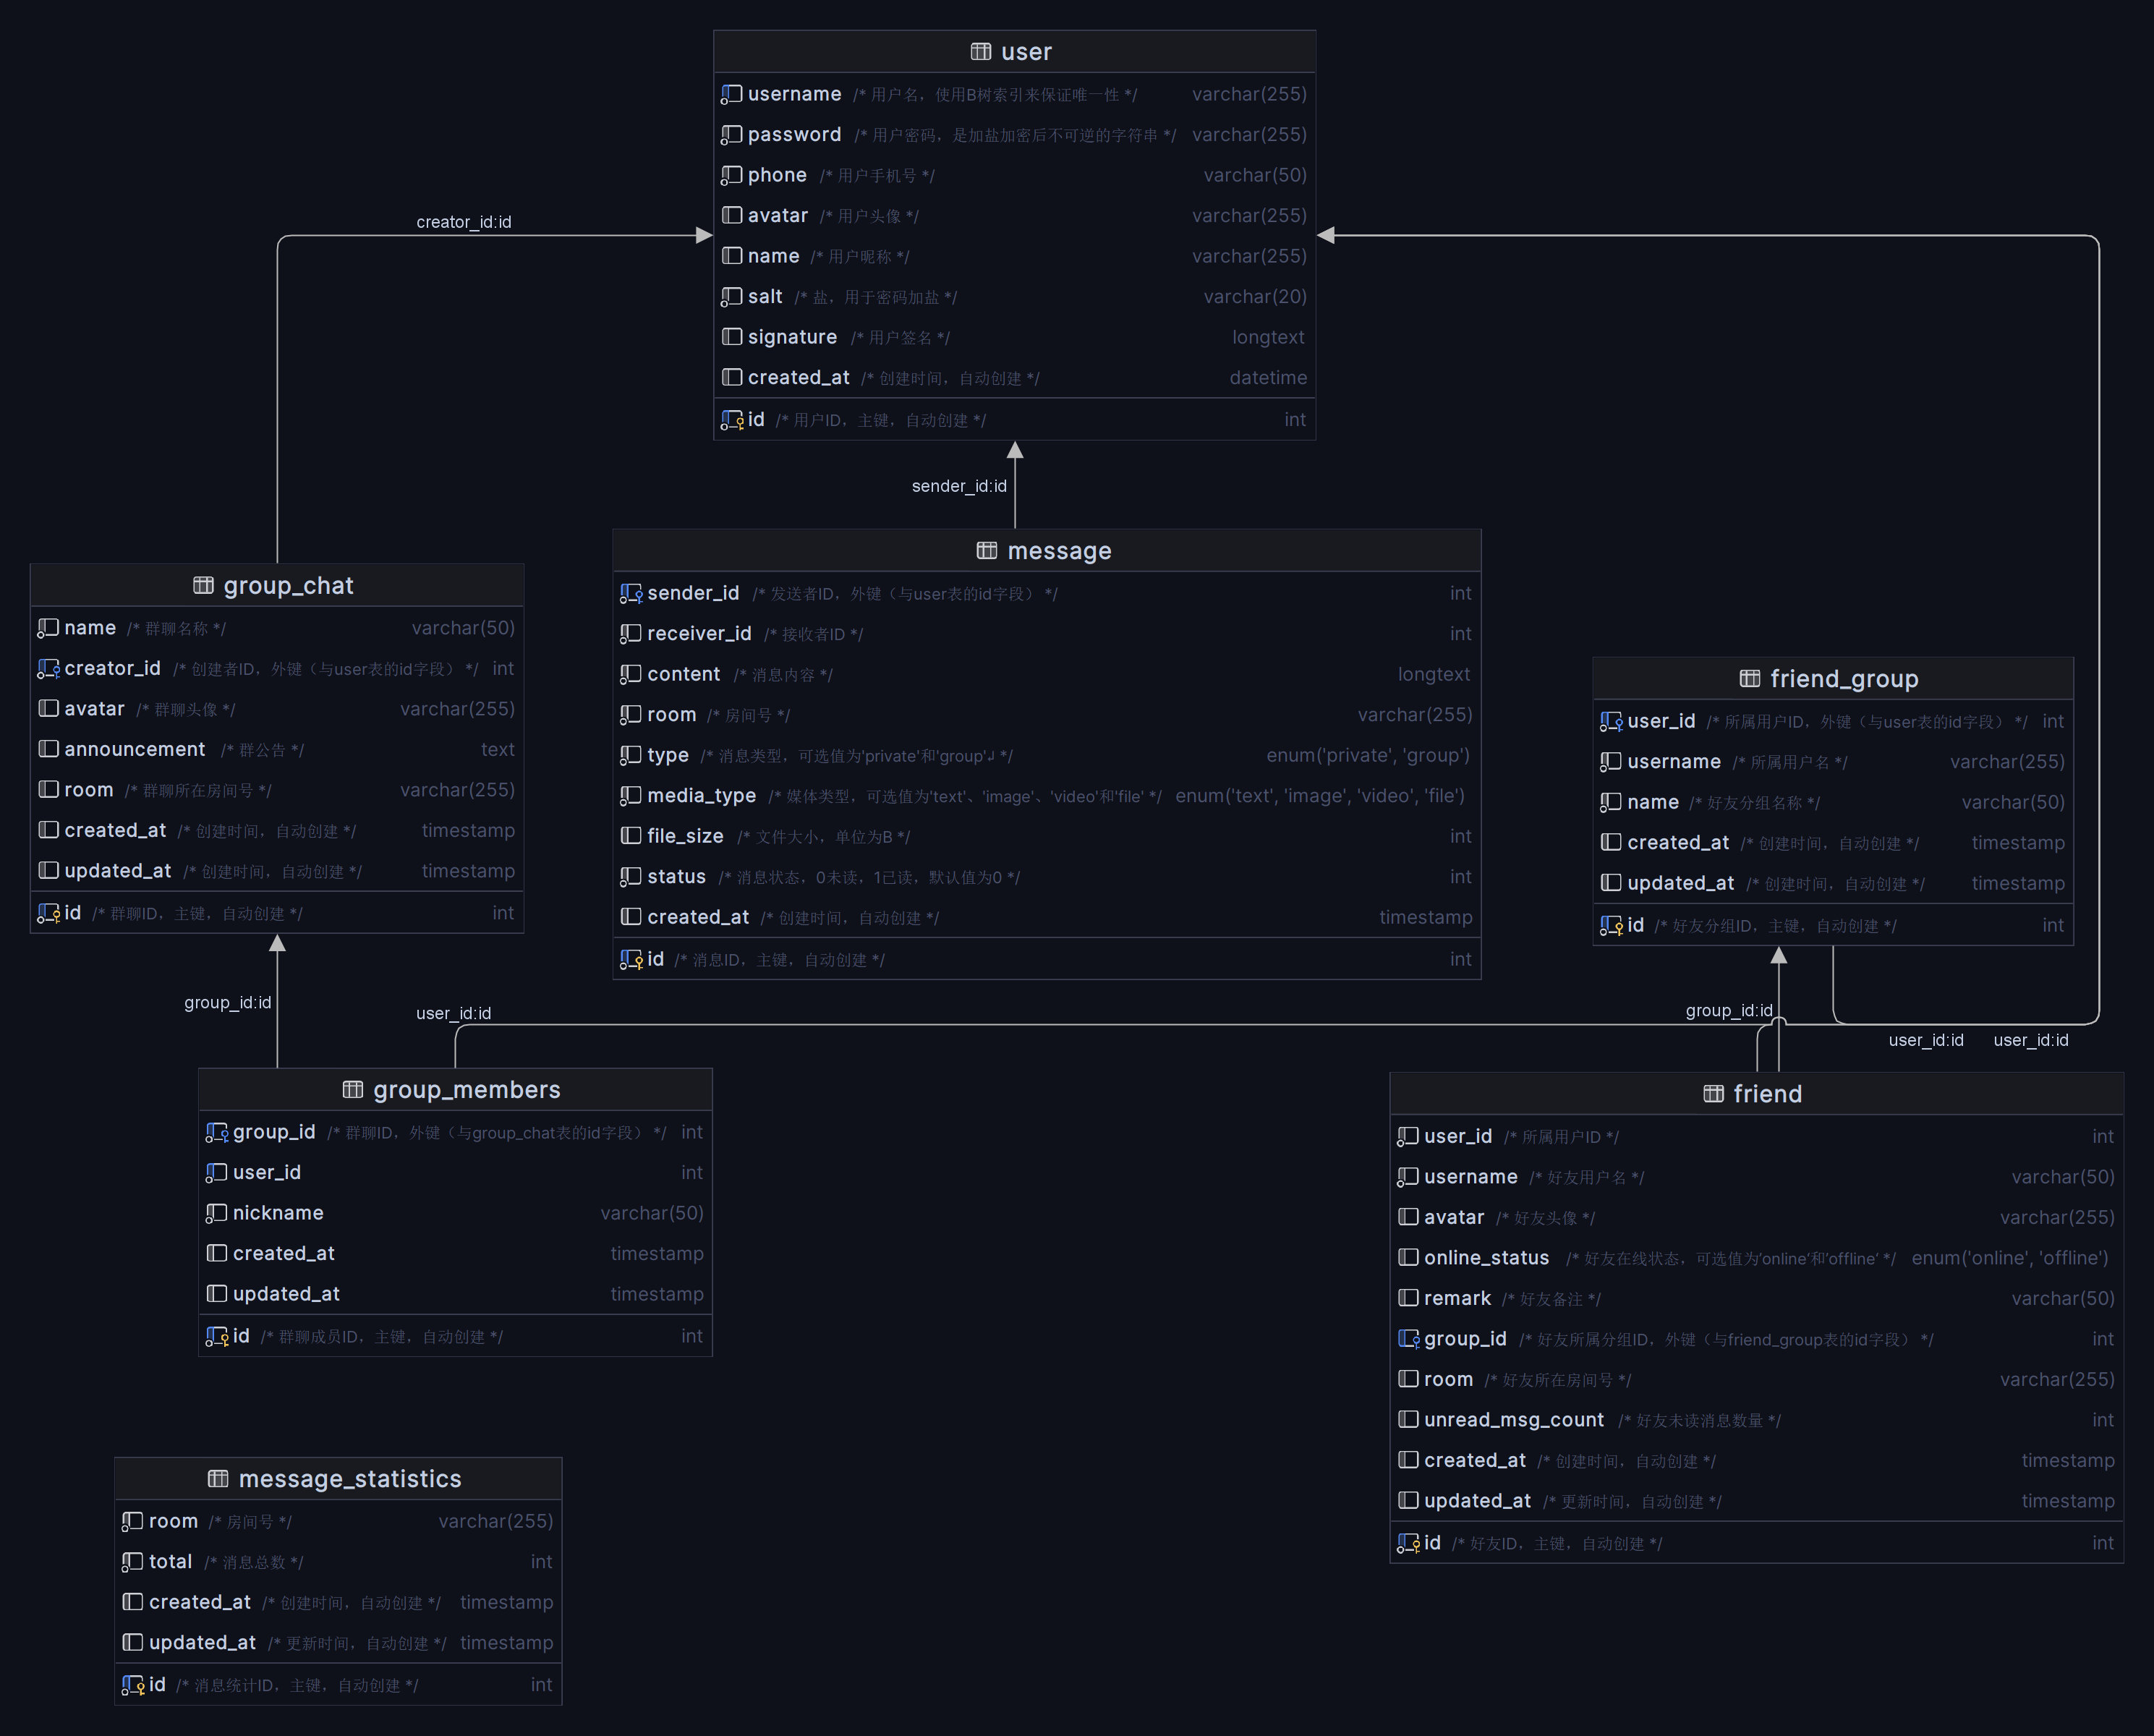 user
username /* 用户名，使用B树索引来保证唯一性 */ varchar(255)
password /* 用户密码，是加盐加密后不可逆的字符串 */ varchar(255)
phone /* 用户手机号 */ varchar(50)
avatar /* 用户头像 */ varchar(255)
name /* 用户昵称 */ varchar(255)
salt /* 盐，用于密码加盐 */ varchar(20)
signature /* 用户签名 */ longtext
created_at /* 创建时间，自动创建 */ datetime
id /* 用户ID，主键，自动创建 */ int
creator_id:id
sender_id:id
message
sender_id /* 发送者ID，外键（与user表的id字段） */ int
receiver_id /* 接收者ID */ int
content /* 消息内容 */ longtext
room /* 房间号 */ varchar(255)
type /* 消息类型，可选值为'private'和'group'↲ */ enum('private', 'group')
media_type /* 媒体类型，可选值为'text'、'image'、'video'和'file' */ enum('text', 'image', 'video', 'file')
file_size /* 文件大小，单位为B */ int
status /* 消息状态，0未读，1已读，默认值为0 */ int
created_at /* 创建时间，自动创建 */ timestamp
id /* 消息ID，主键，自动创建 */ int
group_chat
name /* 群聊名称 */ varchar(50)
creator_id /* 创建者ID，外键（与user表的id字段） */ int
avatar /* 群聊头像 */ varchar(255)
announcement /* 群公告 */ text
room /* 群聊所在房间号 */ varchar(255)
created_at /* 创建时间，自动创建 */ timestamp
updated_at /* 创建时间，自动创建 */ timestamp
id /* 群聊ID，主键，自动创建 */ int
friend_group
user_id /* 所属用户ID，外键（与user表的id字段） */ int
username /* 所属用户名 */ varchar(255)
name /* 好友分组名称 */ varchar(50)
created_at /* 创建时间，自动创建 */ timestamp
updated_at /* 创建时间，自动创建 */ timestamp
id /* 好友分组ID，主键，自动创建 */ int
group_id:id
user_id:id
group_id:id
user_id:id
user_id:id
group_members
group_id /* 群聊ID，外键（与group_chat表的id字段） */ int
user_id int
nickname varchar(50)
created_at timestamp
updated_at timestamp
id /* 群聊成员ID，主键，自动创建 */ int
friend
user_id /* 所属用户ID */ int
username /* 好友用户名 */ varchar(50)
avatar /* 好友头像 */ varchar(255)
online_status /* 好友在线状态，可选值为'online'和'offline' */ enum('online', 'offline')
remark /* 好友备注 */ varchar(50)
group_id /* 好友所属分组ID，外键（与friend_group表的id字段） */ int
room /* 好友所在房间号 */ varchar(255)
unread_msg_count /* 好友未读消息数量 */ int
created_at /* 创建时间，自动创建 */ timestamp
updated_at /* 更新时间，自动创建 */ timestamp
id /* 好友ID，主键，自动创建 */ int
message_statistics
room /* 房间号 */ varchar(255)
total /* 消息总数 */ int
created_at /* 创建时间，自动创建 */ timestamp
updated_at /* 更新时间，自动创建 */ timestamp
id /* 消息统计ID，主键，自动创建 */ int